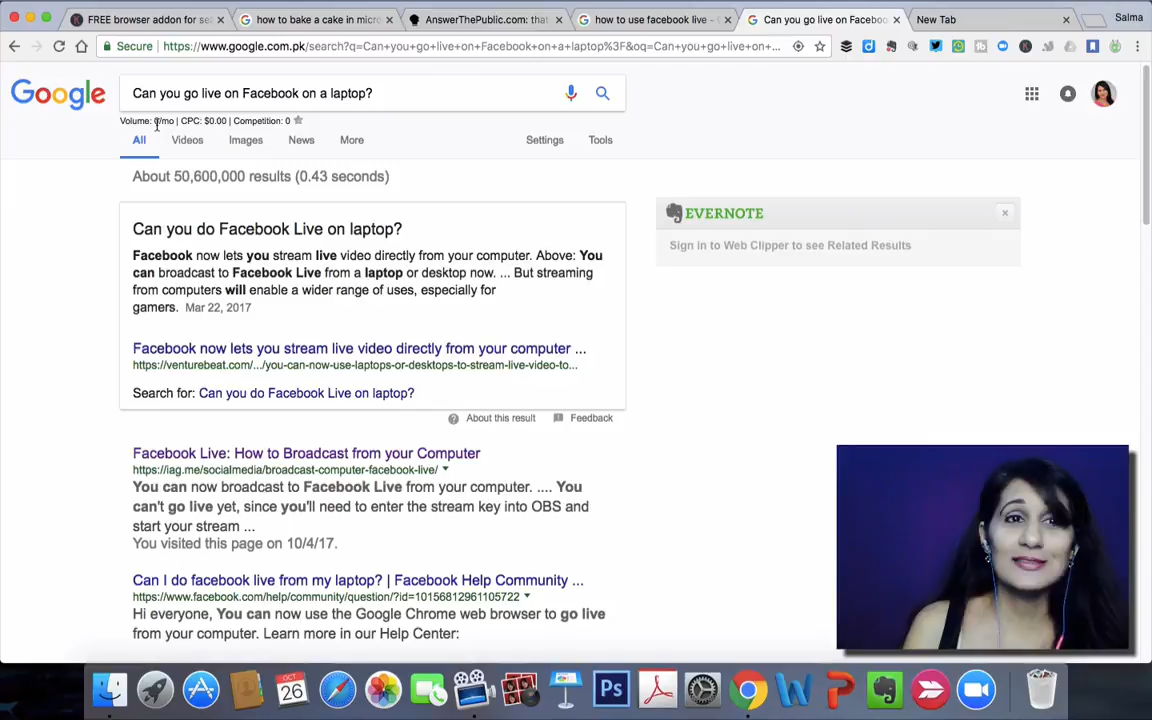 FREE browser addon for se
how to bake a cake in micro
AnswerThePublic.com: that
how to use facebook live -
Can you go live on Faceboo
New Tab
Salma
Secure | https://www.google.com.pk/search?q=Can+you+go+live+on+Facebook+on+a+laptop%3F&oq=Can+you+go+live+on+...
Google
Can you go live on Facebook on a laptop?
Volume: 0/mo | CPC: $0.00 | Competition: 0
All
Videos
Images
News
More
Settings
Tools
About 50,600,000 results (0.43 seconds)
Can you do Facebook Live on laptop?
Facebook now lets you stream live video directly from your computer. Above: You
can broadcast to Facebook Live from a laptop or desktop now. ... But streaming
from computers will enable a wider range of uses, especially for
gamers. Mar 22, 2017
Facebook now lets you stream live video directly from your computer ...
https://venturebeat.com/.../you-can-now-use-laptops-or-desktops-to-stream-live-video-to...
Search for: Can you do Facebook Live on laptop?
About this result
Feedback
EVERNOTE
Sign in to Web Clipper to see Related Results
Facebook Live: How to Broadcast from your Computer
https://iag.me/socialmedia/broadcast-computer-facebook-live/
You can now broadcast to Facebook Live from your computer. .... You
can't go live yet, since you'll need to enter the stream key into OBS and
start your stream ...
You visited this page on 10/4/17.
Can I do facebook live from my laptop? | Facebook Help Community ...
https://www.facebook.com/help/community/question/?id=10156812961105722
Hi everyone, You can now use the Google Chrome web browser to go live
from your computer. Learn more in our Help Center:
OCT
26
Ps
W
P